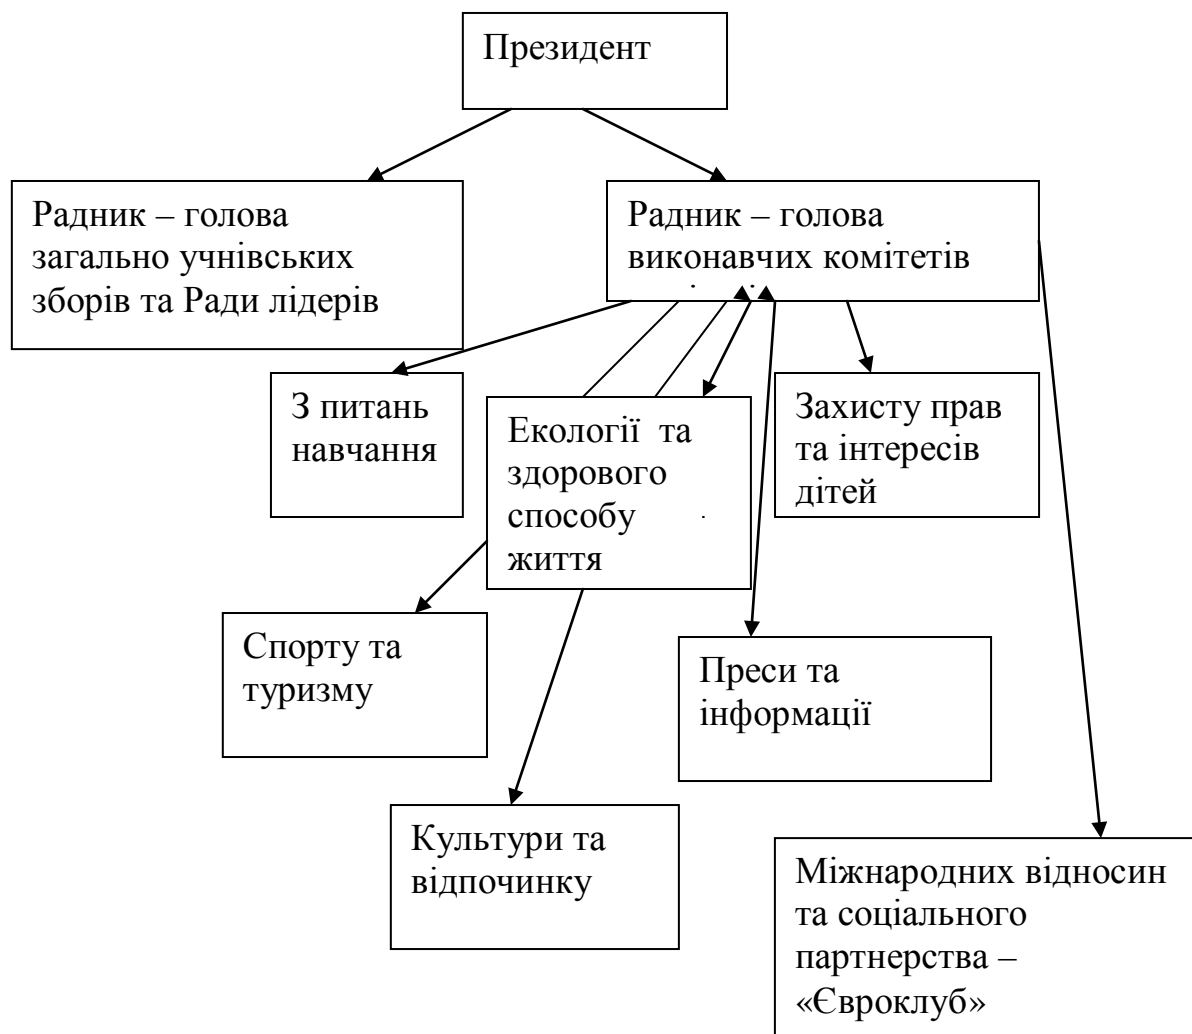 Президент
Радник – голова
загально учнівських
зборів та Ради лідерів
Радник – голова
виконавчих комітетів
З питань
навчання
Екології та
здорового
способу
життя
Захисту прав
та інтересів
дітей
Спорту та
туризму
Преси та
інформації
Культури та
відпочинку
Міжнародних відносин
та соціального
партнерства –
«Євроклуб»